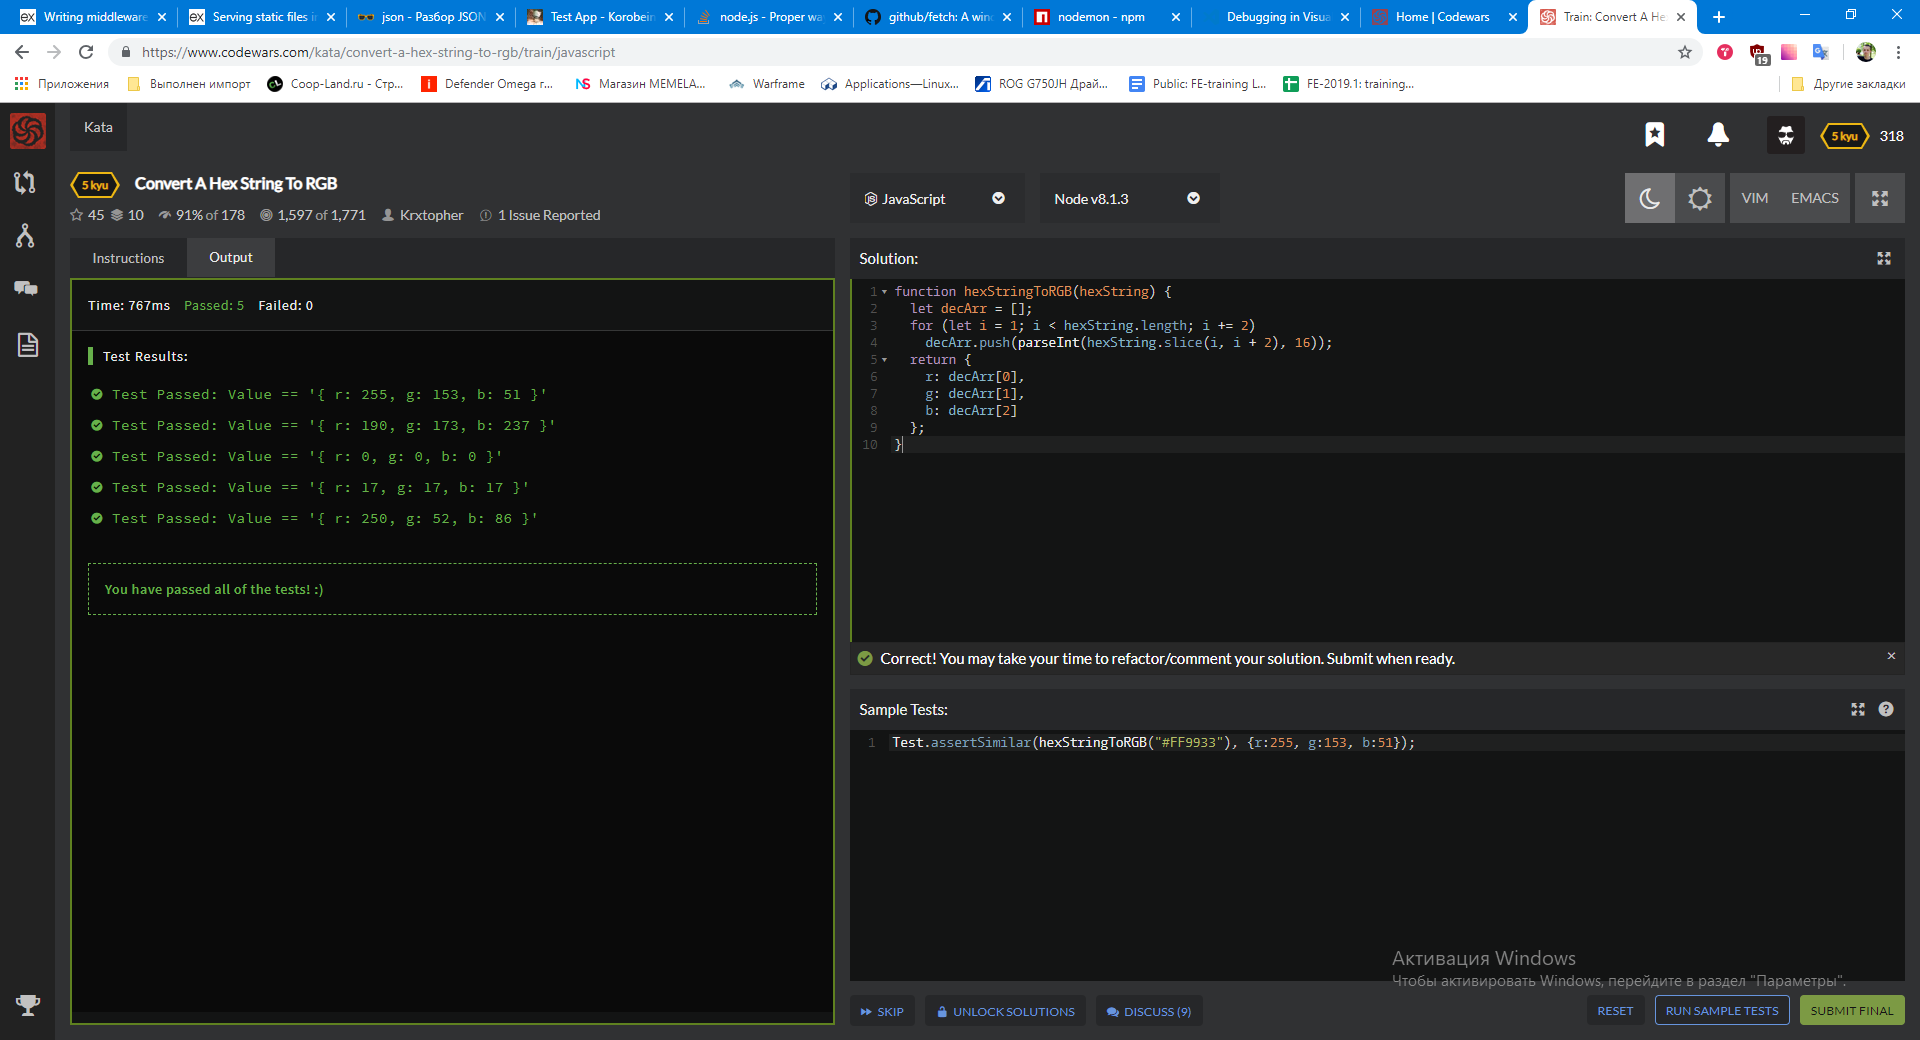 Writing middleware
Serving static files i
json - Разбор JSON
Test App - Korobein
node.js - Proper wa
github/fetch: A win
nodemon - npm
Debugging in Visua
Home | Codewars
Train: Convert A He
https://www.codewars.com/kata/convert-a-hex-string-to-rgb/train/javascript
19
Приложения
Выполнен импорт
Coop-Land.ru - Стр...
Defender Omega r...
NS Магазин MEMELA...
Warframe
Applications—Linux...
ROG G750JH Драй...
Public: FE-training L...
FE-2019.1: training...
Другие закладки
Kata
5 kyu 318
5 kyu Convert A Hex String To RGB
45 10 91% of 178 1,597 of 1,771 Krxtopher 1 Issue Reported
JavaScript
Node v8.1.3
VIM EMACS
Instructions Output
Time: 767ms Passed: 5 Failed: 0
Test Results:
Test Passed: Value == '{ r: 255, g: 153, b: 51 }'
Test Passed: Value == '{ r: 190, g: 173, b: 237 }'
Test Passed: Value == '{ r: 0, g: 0, b: 0 }'
Test Passed: Value == '{ r: 17, g: 17, b: 17 }'
Test Passed: Value == '{ r: 250, g: 52, b: 86 }'
You have passed all of the tests! :)
Solution:
1 function hexStringToRGB(hexString) {
2 let decArr = [];
3 for (let i = 1; i < hexString.length; i += 2)
4 decArr.push(parseInt(hexString.slice(i, i + 2), 16));
5 return {
6 r: decArr[0],
7 g: decArr[1],
8 b: decArr[2]
9 };
10 }
Correct! You may take your time to refactor/comment your solution. Submit when ready.
Sample Tests:
1 Test.assertSimilar(hexStringToRGB("#FF9933"), {r:255, g:153, b:51});
Активация Windows
Чтобы активировать Windows, перейдите в раздел "Параметры".
SKIP UNLOCK SOLUTIONS DISCUSS (9) RESET RUN SAMPLE TESTS SUBMIT FINAL